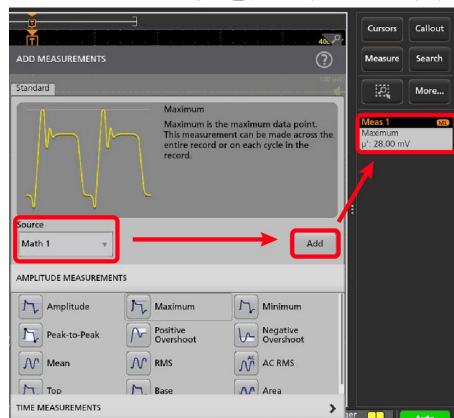 T
T
ADD MEASUREMENTS
?
Standard
Maximum
Maximum is the maximum data point.
This measurement can be made across the
entire record or on each cycle in the
record.
Source
Math 1
Add
AMPLITUDE MEASUREMENTS
Amplitude
Maximum
Minimum
Peak-to-Peak
Positive
Overshoot
Negative
Overshoot
Mean
RMS
AC RMS
Top
Base
Area
TIME MEASUREMENTS
Cursors
Callout
Measure
Search
More...
Meas 1
M1
Maximum
µ': 28.00 mV